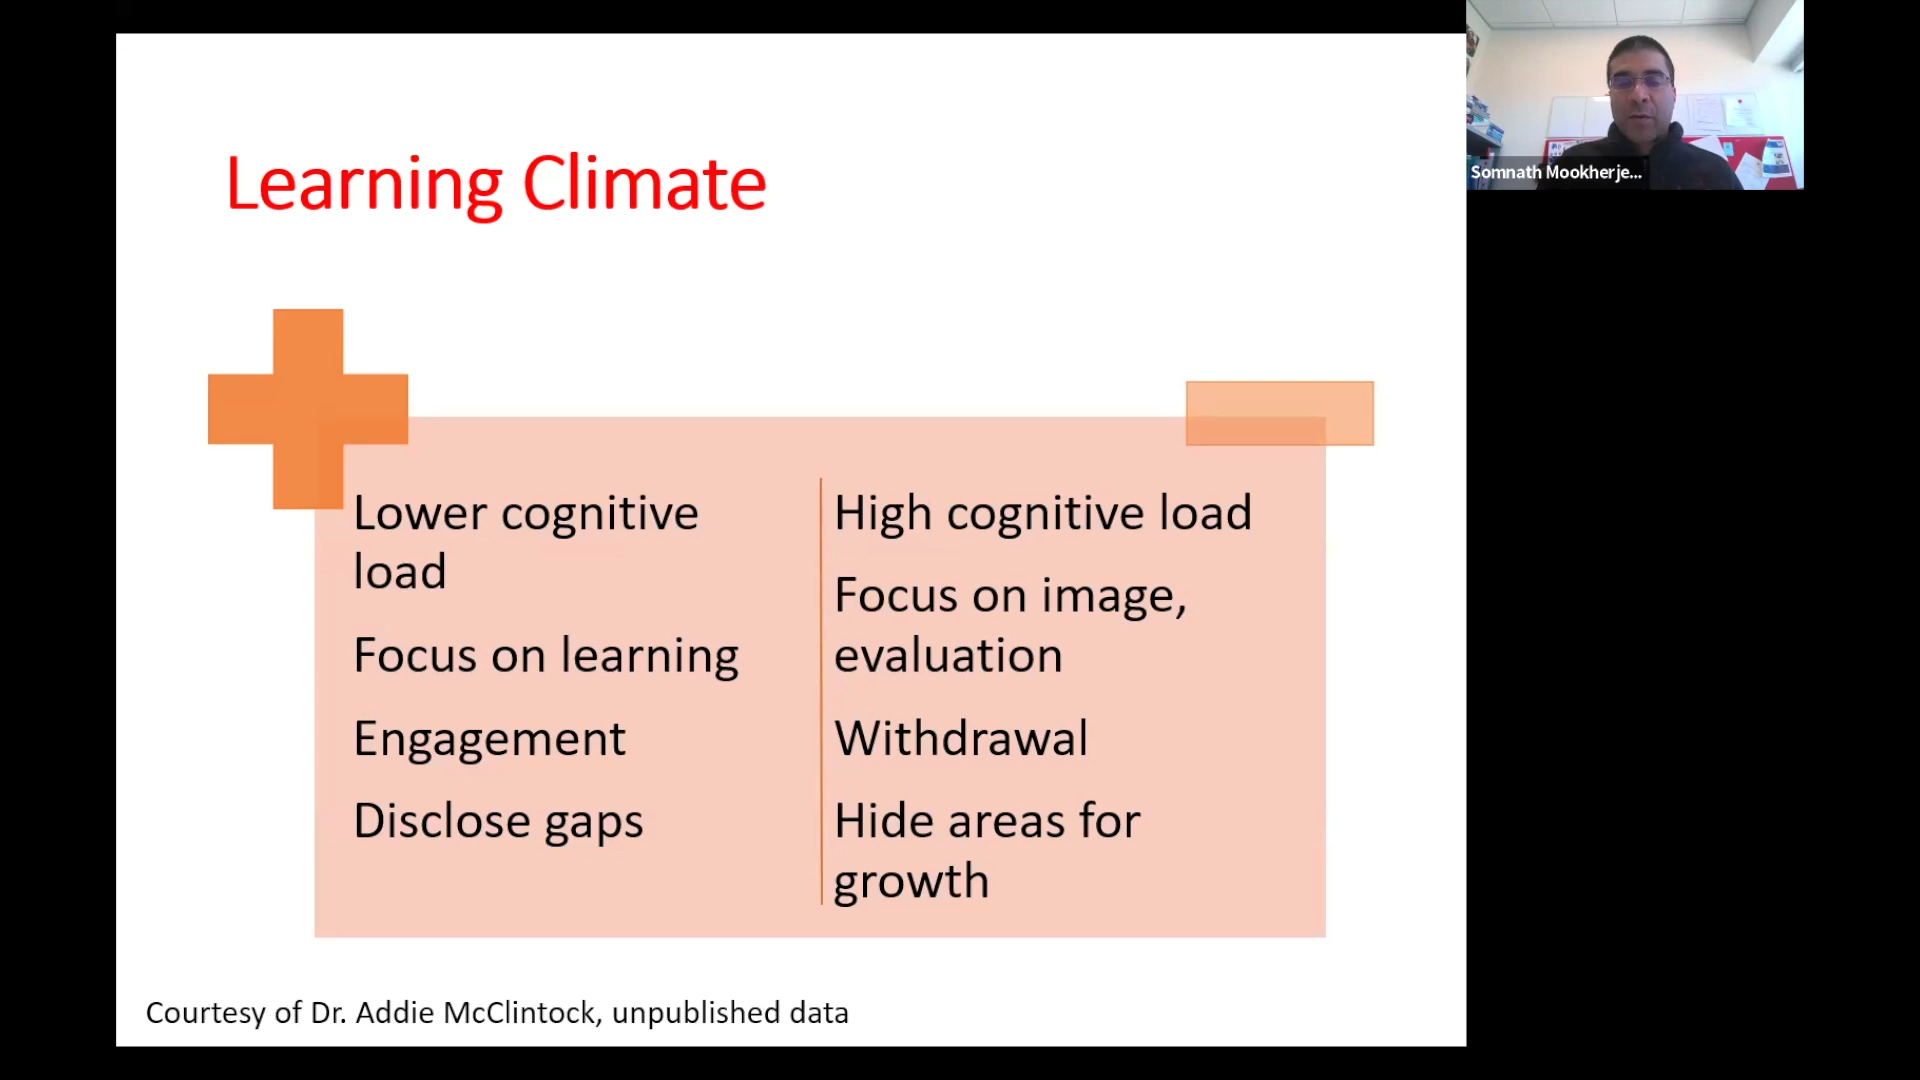 Learning Climate
Lower cognitive
load
Focus on learning
Engagement
Disclose gaps
High cognitive load
Focus on image,
evaluation
Withdrawal
Hide areas for
growth
Courtesy of Dr. Addie McClintock, unpublished data
Somnath Mookherje...